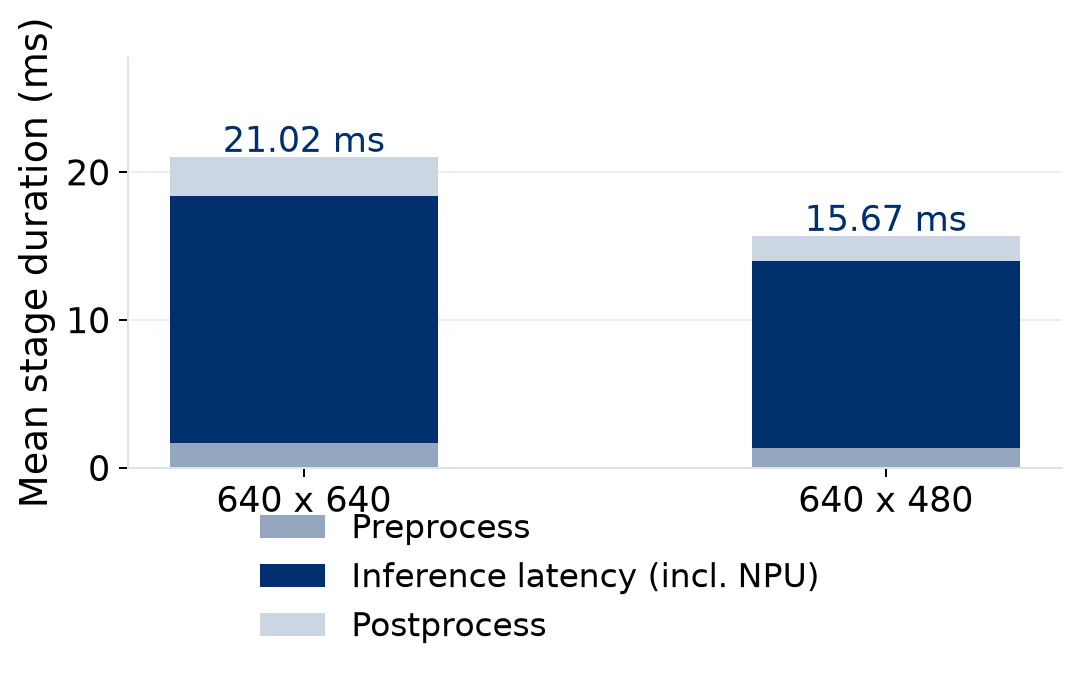 Mean stage duration (ms)
21.02 ms
20
15.67 ms
10
0
640 x 640
640 x 480
Preprocess
Inference latency (incl. NPU)
Postprocess